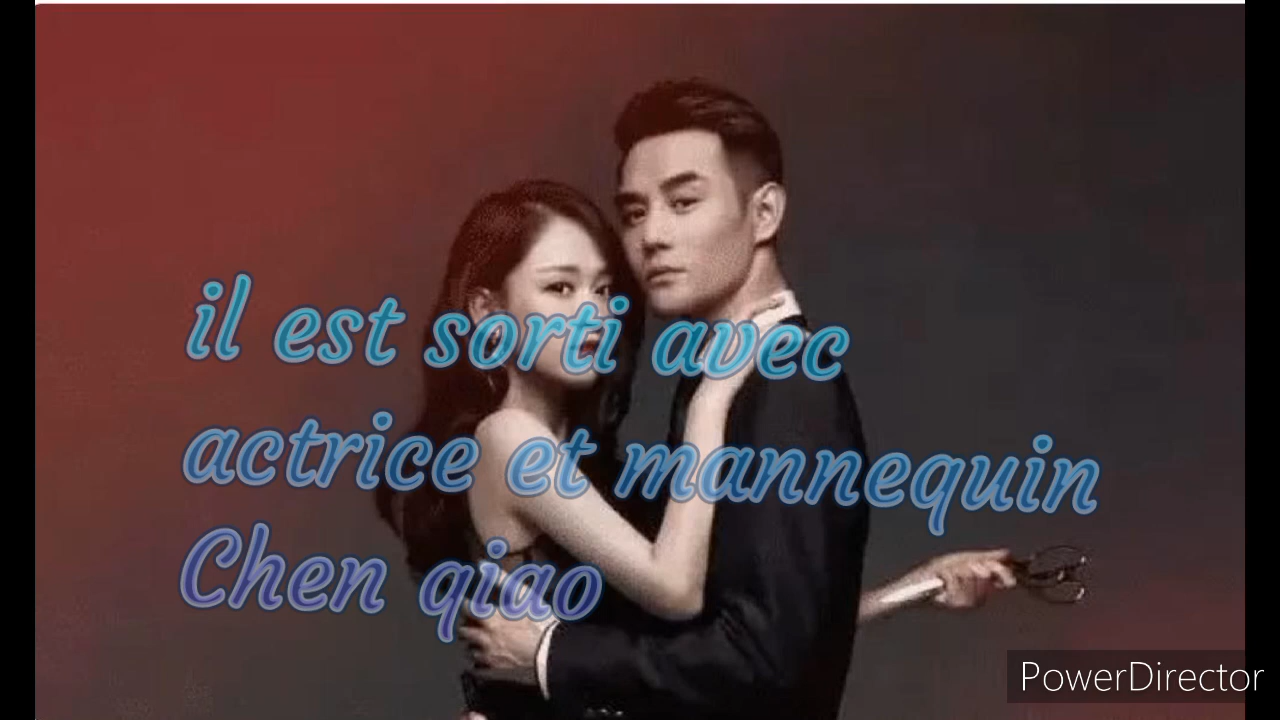 il est sorti avec
actrice et mannequin
Chen qiao
PowerDirector